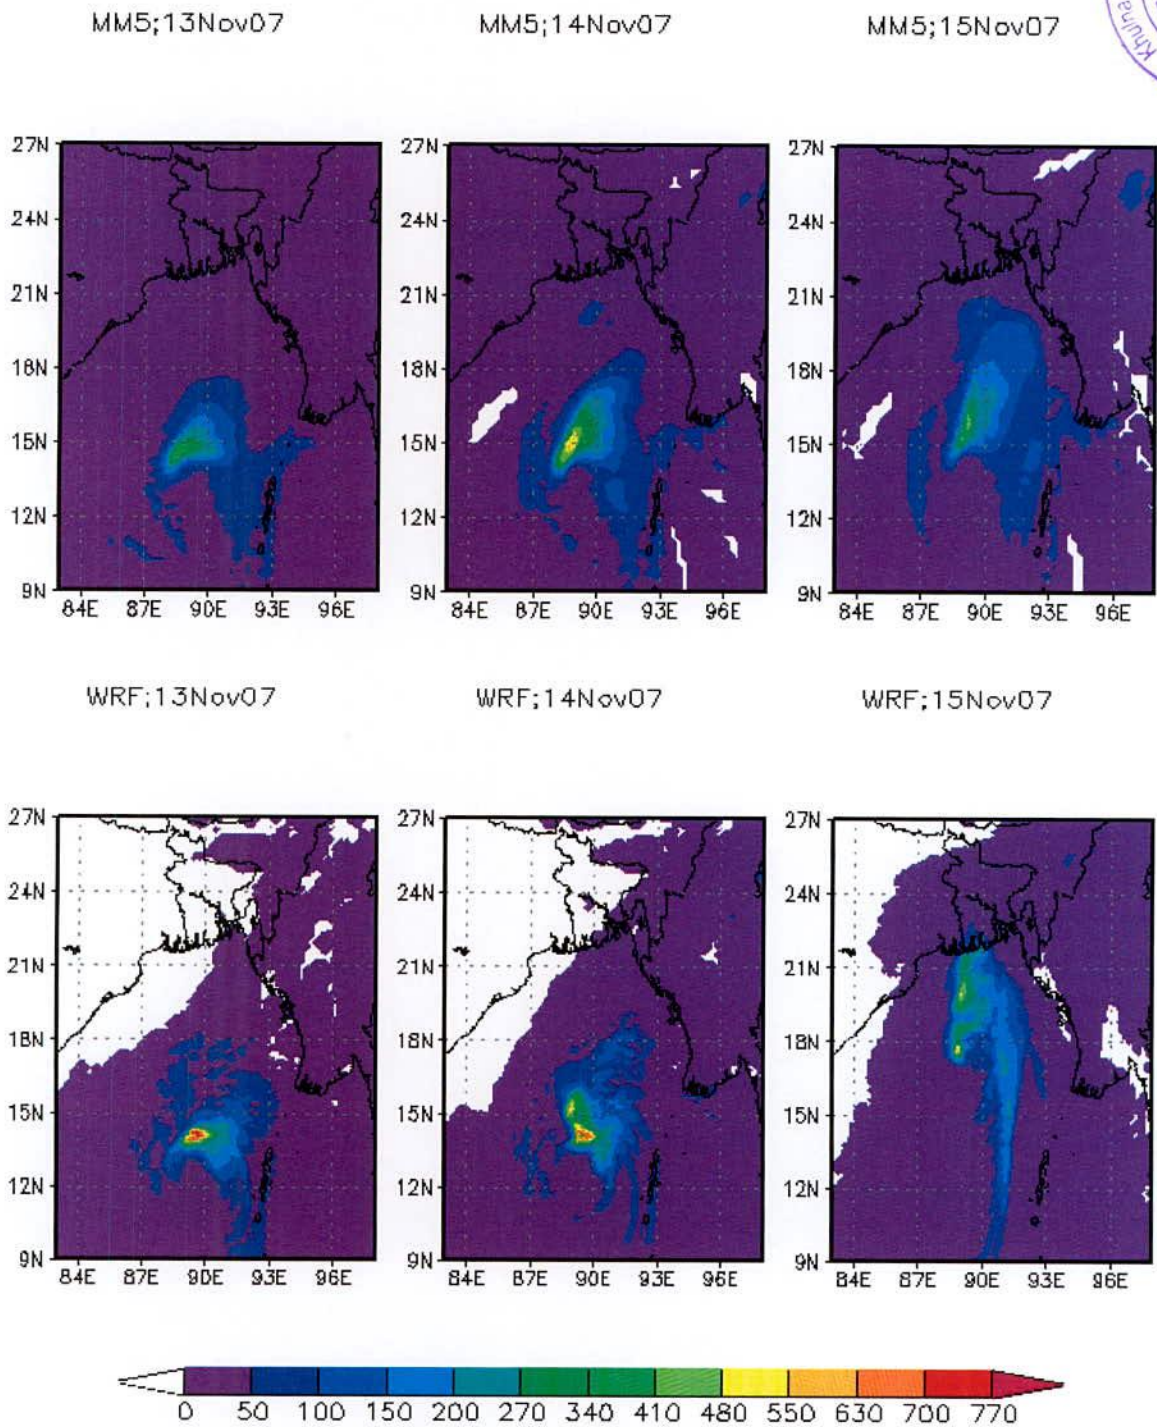 MM5;13Nov07 MM5;14Nov07 MM5;15Nov07
Khulna
27N 27N 27N
24N 24N 24N
21N 21N 21N
18N 18N 18N
15N 15N 15N
12N 12N 12N
9N 9N 9N
84E 87E 90E 93E 96E 84E 87E 90E 93E 96E 84E 87E 90E 93E 96E
WRF;13Nov07 WRF;14Nov07 WRF;15Nov07
27N 27N 27N
24N 24N 24N
21N 21N 21N
18N 18N 18N
15N 15N 15N
12N 12N 12N
9N 9N 9N
84E 87E 90E 93E 96E 84E 87E 90E 93E 96E 84E 87E 90E 93E 96E
0 50 100 150 200 270 340 410 480 550 630 700 770